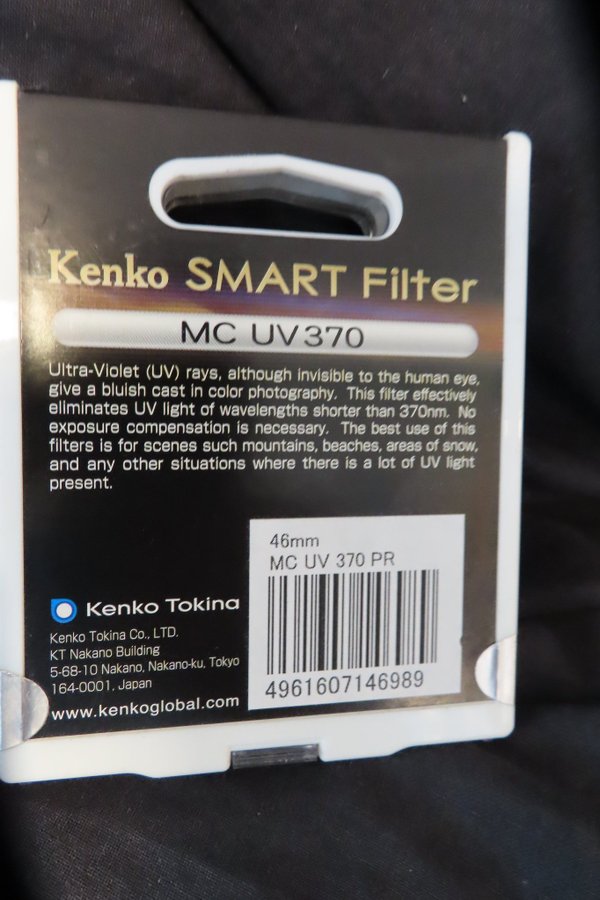 Kenko SMART Filter
MC UV370
Ultra-Violet (UV) rays, although invisible to the human eye,
give a bluish cast in color photography. This filter effectively
eliminates UV light of wavelengths shorter than 370nm. No
exposure compensation is necessary. The best use of this
filters is for scenes such mountains, beaches, areas of snow,
and any other situations where there is a lot of UV light
present.
46mm
MC UV 370 PR
4961607146989
Kenko Tokina
Kenko Tokina Co., LTD.
KT Nakano Building
5-68-10 Nakano, Nakano-ku, Tokyo
164-0001, Japan
www.kenkoglobal.com